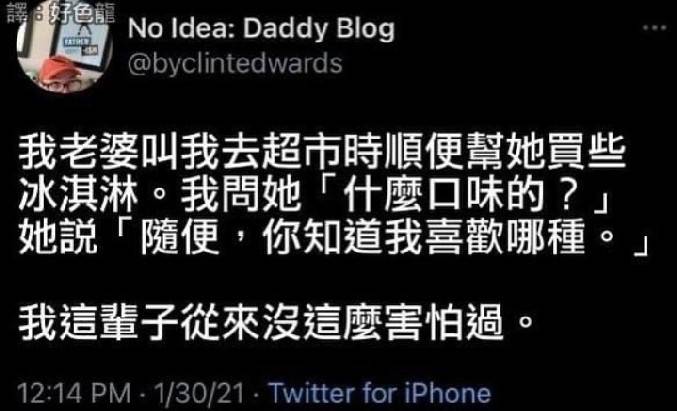 譯：好色龍
No Idea: Daddy Blog
@byclintedwards
我老婆叫我去超市時順便幫她買些
冰淇淋。我問她「什麼口味的？」
她説「隨便，你知道我喜歡哪種。」
我這輩子從來沒這麼害怕過。
12:14 PM · 1/30/21 · Twitter for iPhone